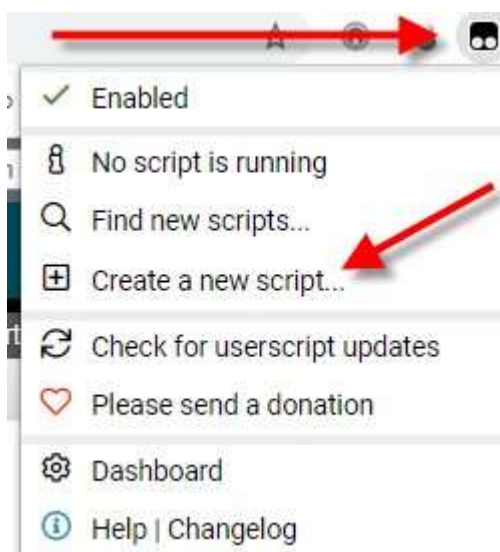 Enabled
No script is running
Find new scripts...
Create a new script...
Check for userscript updates
Please send a donation
Dashboard
Help | Changelog